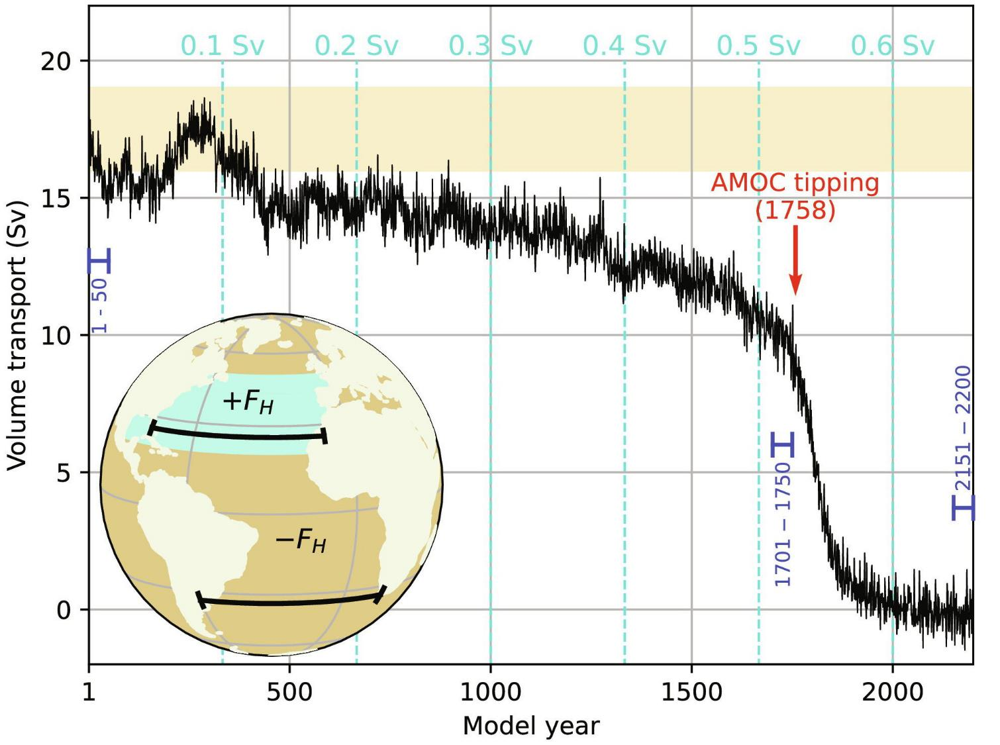 0.1 Sv 0.2 Sv 0.3 Sv 0.4 Sv 0.5 Sv 0.6 Sv
20
15
10
5
0
Volume transport (Sv)
AMOC tipping
(1758)
1 - 50
1701 − 1750
2151 − 2200
+F_H
−F_H
1 500 1000 1500 2000
Model year